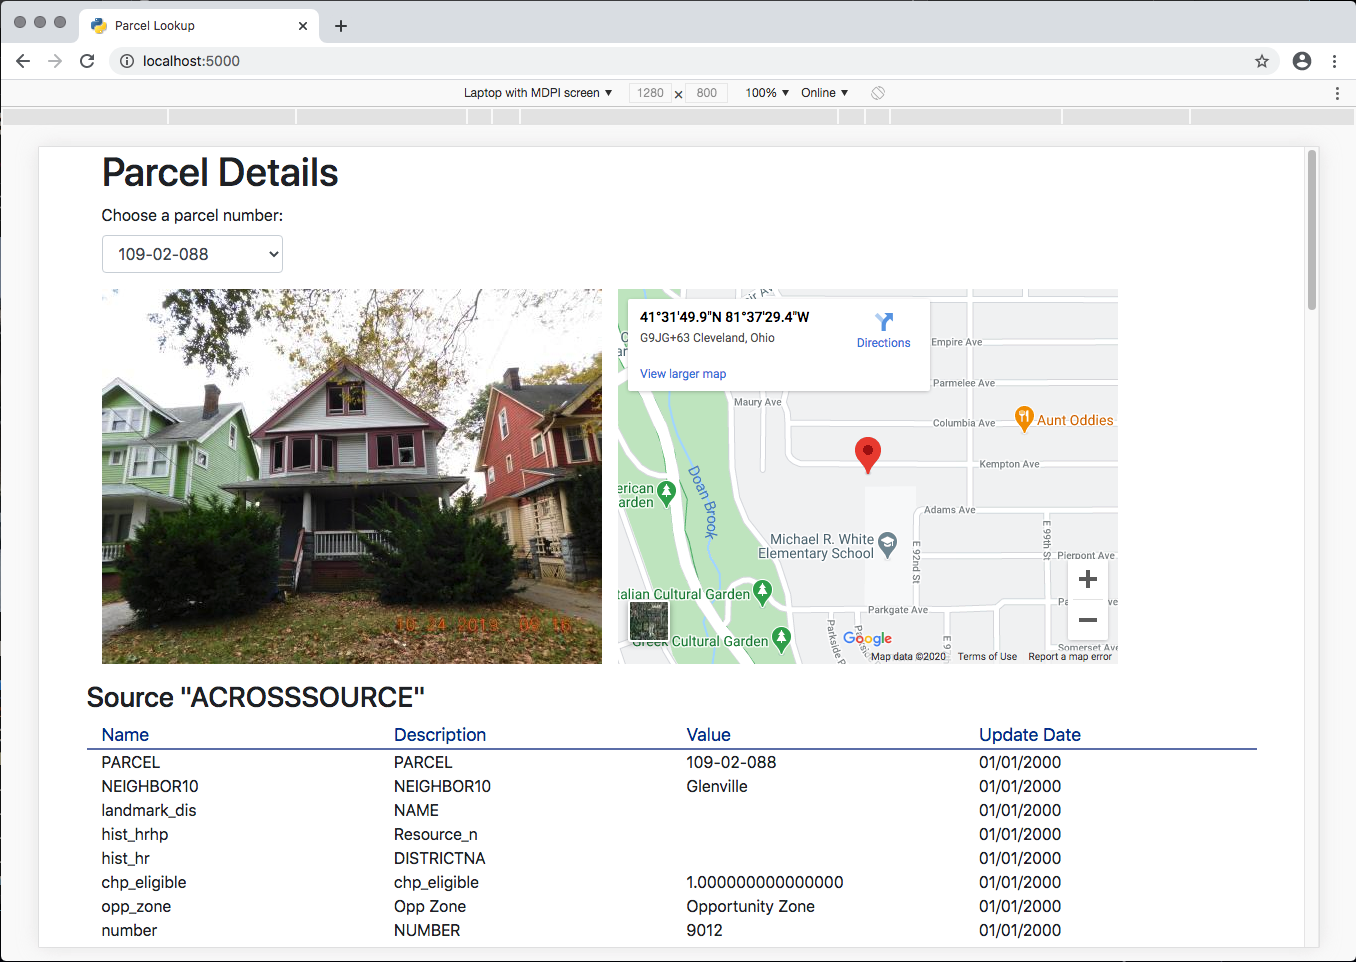 Parcel Lookup
localhost:5000
Laptop with MDPI screen 1280 x 800 100% Online
Parcel Details
Choose a parcel number:
109-02-088
10 24 2019
41°31'49.9"N 81°37'29.4"W
G9JG+63 Cleveland, Ohio
Directions
View larger map
Empire Ave
Parmelee Ave
Maury Ave
Columbia Ave
Aunt Oddies
Kempton Ave
Doan Brook
erican
arden
Adams Ave
Michael R. White
Elementary School
E 92nd St
E 99th St
Pierpont Ave
+
talian Cultural Garden
Parkgate Ave
−
Greek Cultural Garden
Parkside
Google
Somerset Ave
Map data ©2020 Terms of Use Report a map error
Source "ACROSSSOURCE"
Name Description Value Update Date
PARCEL PARCEL 109-02-088 01/01/2000
NEIGHBOR10 NEIGHBOR10 Glenville 01/01/2000
landmark_dis NAME 01/01/2000
hist_hrhp Resource_n 01/01/2000
hist_hr DISTRICTNA 01/01/2000
chp_eligible chp_eligible 1.000000000000000 01/01/2000
opp_zone Opp Zone Opportunity Zone 01/01/2000
number NUMBER 9012 01/01/2000